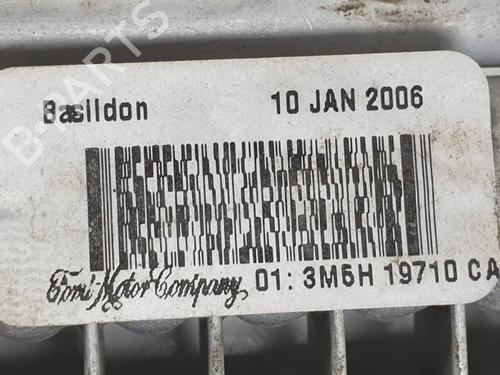 Basildon 10 JAN 2006
Ford Motor Company 01: 3M5H 19710 CA
B-PARTS